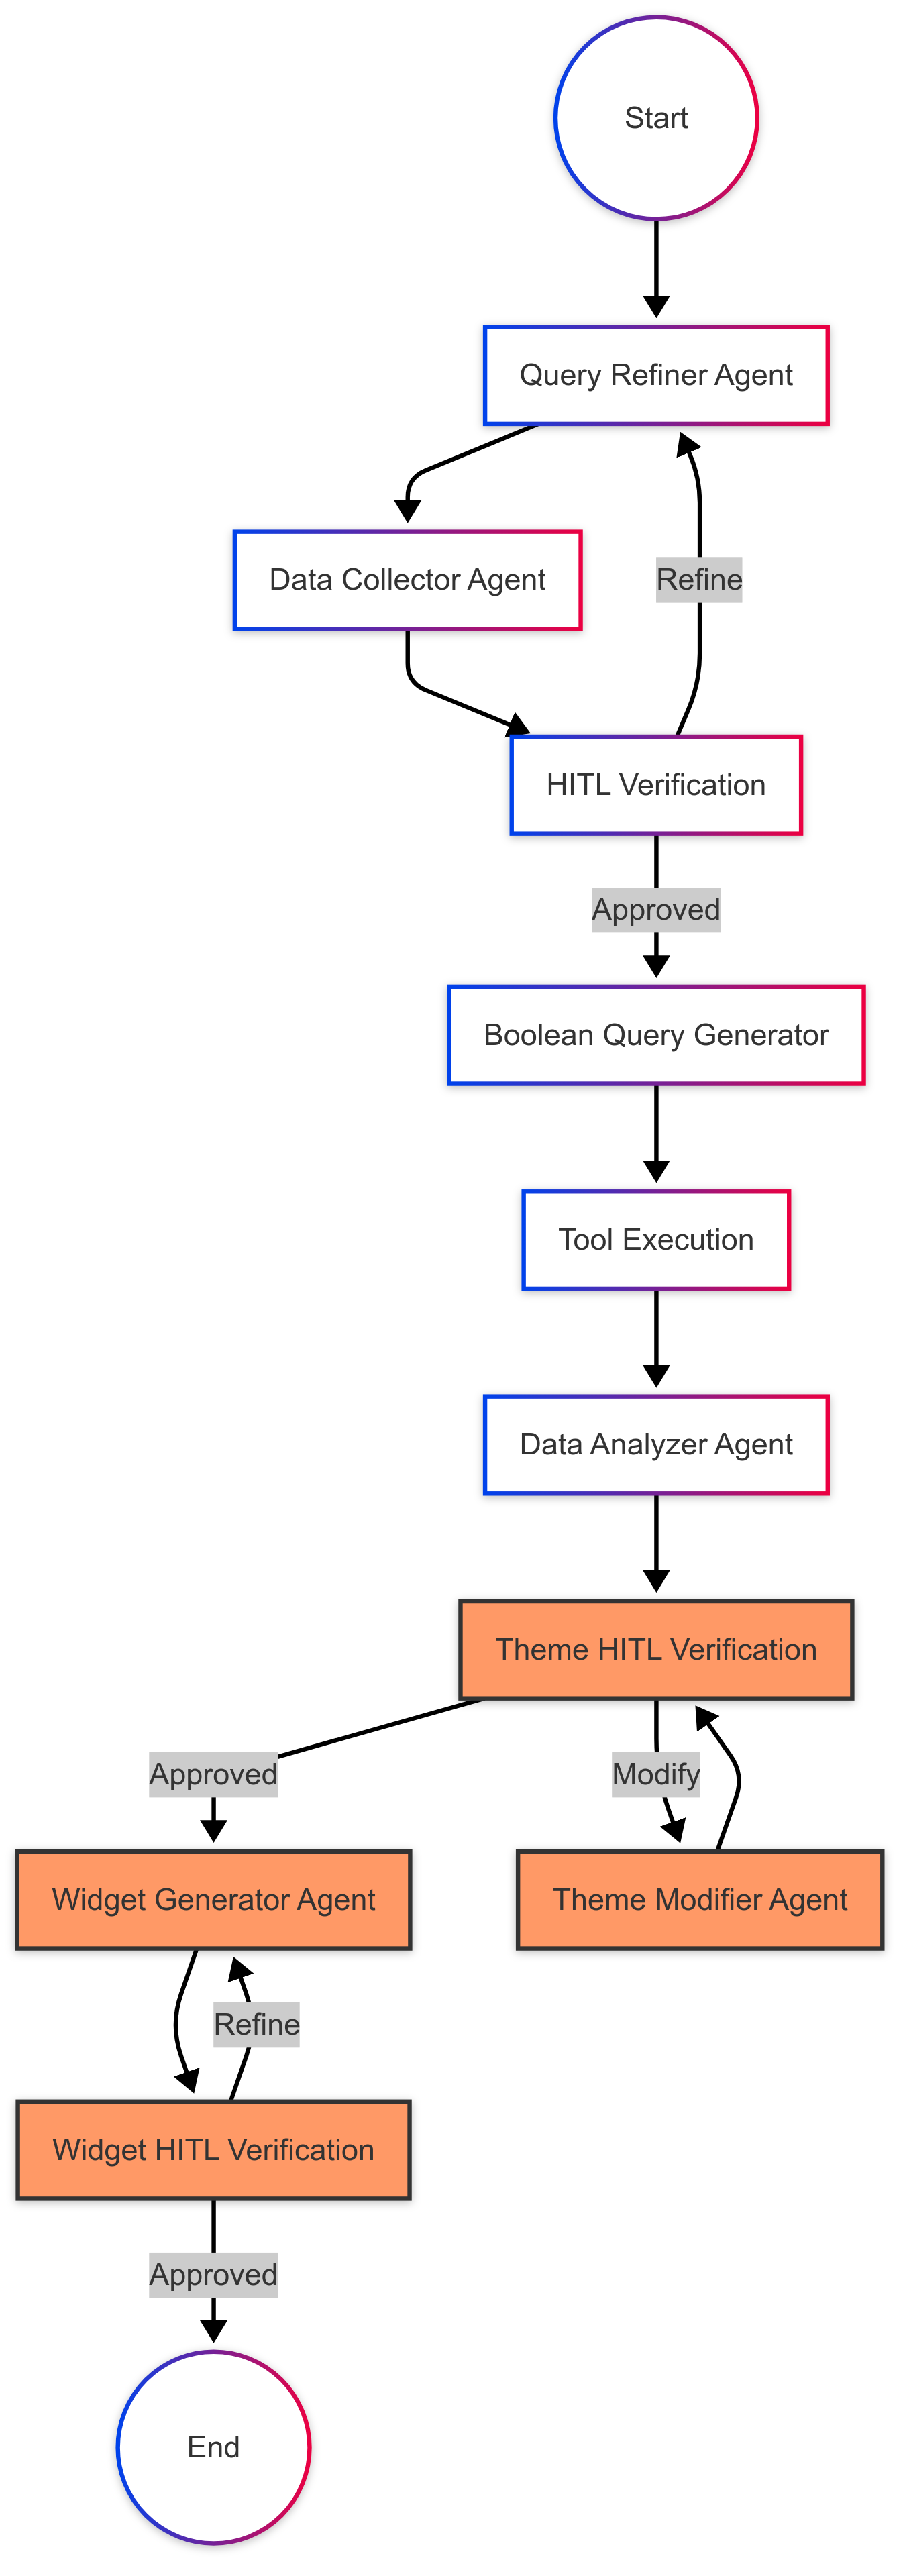 Start
Query Refiner Agent
Data Collector Agent
Refine
HITL Verification
Approved
Boolean Query Generator
Tool Execution
Data Analyzer Agent
Theme HITL Verification
Approved
Modify
Widget Generator Agent
Theme Modifier Agent
Refine
Widget HITL Verification
Approved
End